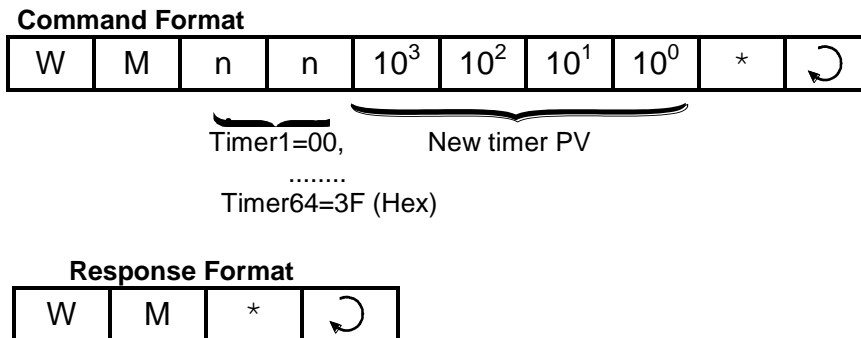 Command Format
W M n n 10³ 10² 10¹ 10⁰ *
Timer1=00, New timer PV
........
Timer64=3F (Hex)
Response Format
W M *